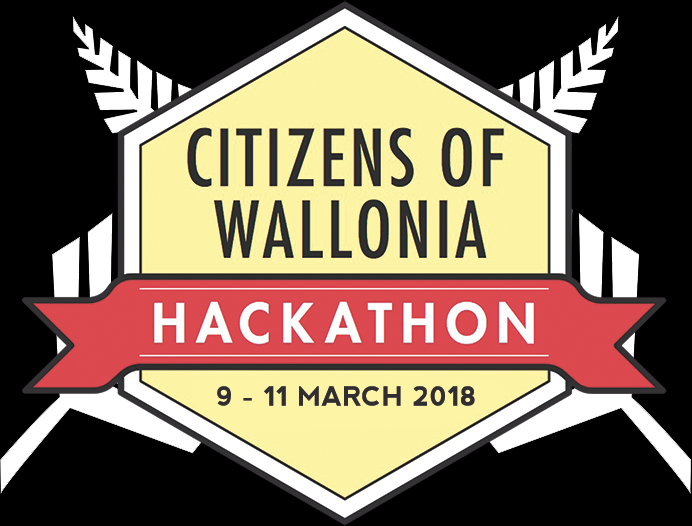 CITIZENS OF
WALLONIA
HACKATHON
9 - 11 MARCH 2018